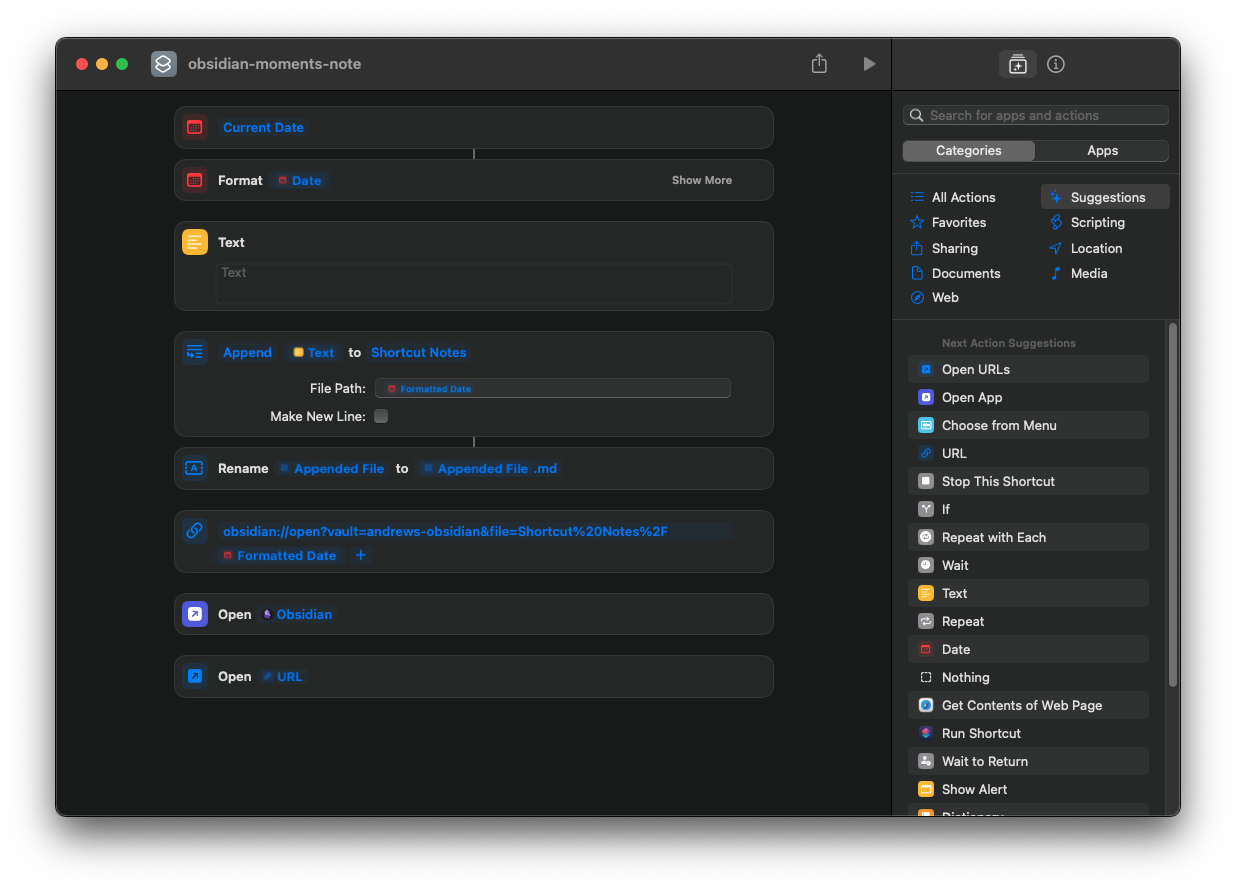 obsidian-moments-note
Current Date
Format Date Show More
Text
Text
Append Text to Shortcut Notes
File Path: Formatted Date
Make New Line:
Rename Appended File to Appended File .md
obsidian://open?vault=andrews-obsidian&file=Shortcut%20Notes%2F
Formatted Date +
Open Obsidian
Open URL
Search for apps and actions
Categories Apps
All Actions Suggestions
Favorites Scripting
Sharing Location
Documents Media
Web
Next Action Suggestions
Open URLs
Open App
Choose from Menu
URL
Stop This Shortcut
If
Repeat with Each
Wait
Text
Repeat
Date
Nothing
Get Contents of Web Page
Run Shortcut
Wait to Return
Show Alert
Dictionary